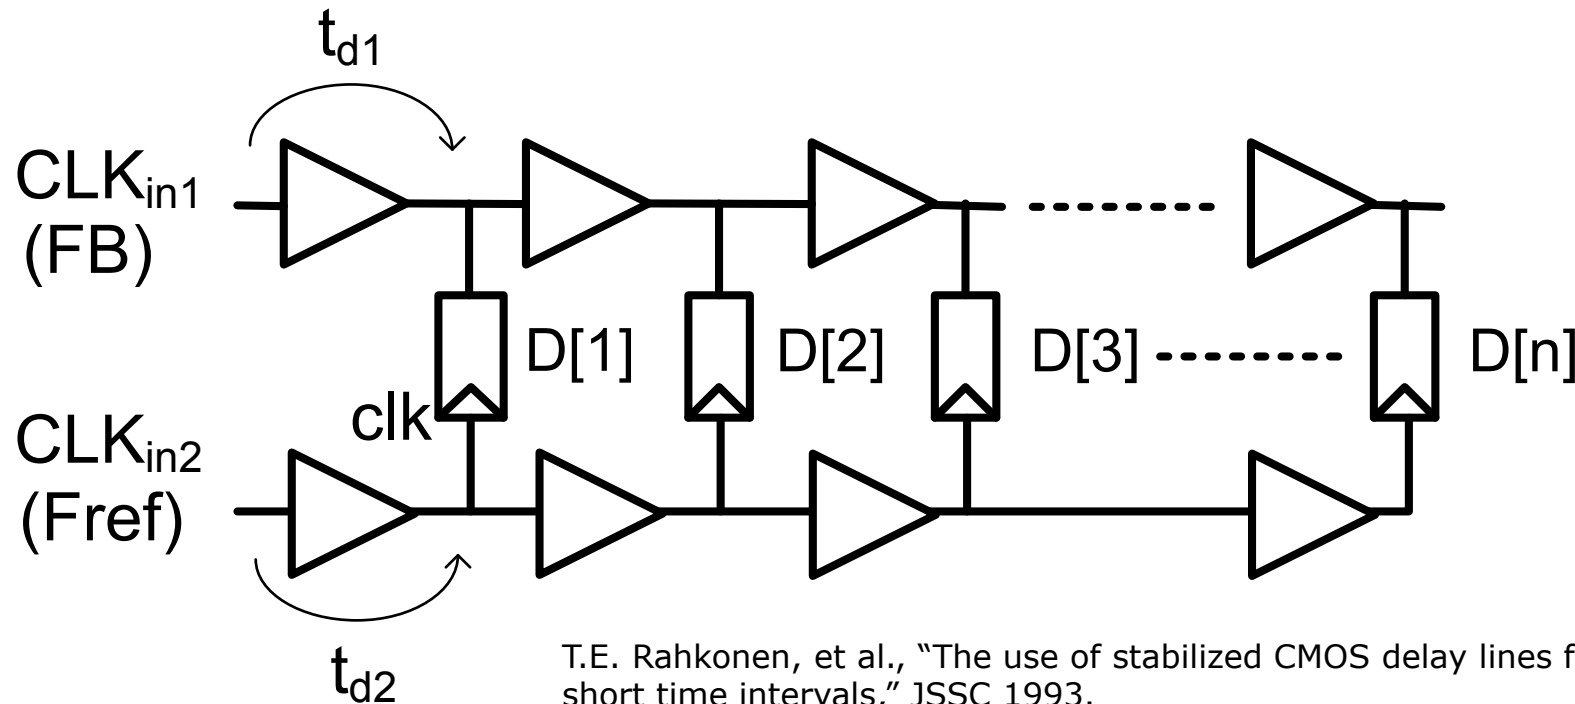 t_d1
CLK_in1
(FB)
D[1]
D[2]
D[3]
D[n]
clk
CLK_in2
(Fref)
t_d2
T.E. Rahkonen, et al., “The use of stabilized CMOS delay lines f
short time intervals,” JSSC 1993.